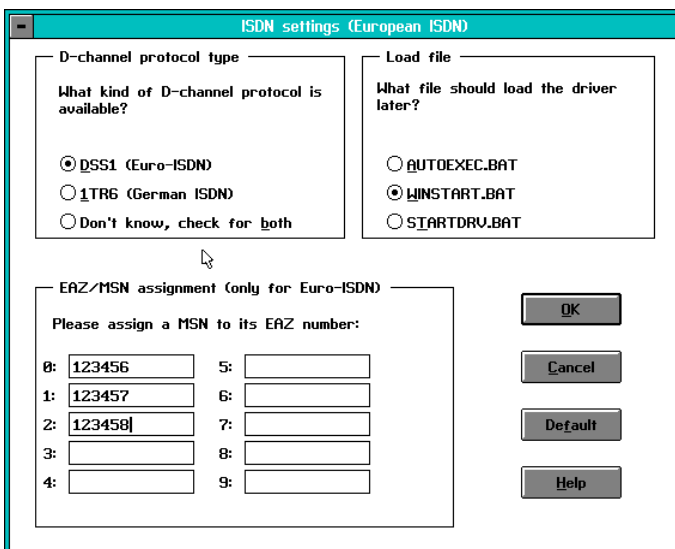 ISDN settings (European ISDN)
D-channel protocol type
What kind of D-channel protocol is
available?
DSS1 (Euro-ISDN)
1TR6 (German ISDN)
Don't know, check for both
Load file
What file should load the driver
later?
AUTOEXEC.BAT
WINSTART.BAT
STARTDRV.BAT
EAZ/MSN assignment (only for Euro-ISDN)
Please assign a MSN to its EAZ number:
0: 123456 5:
1: 123457 6:
2: 123458 7:
3: 8:
4: 9:
OK
Cancel
Default
Help